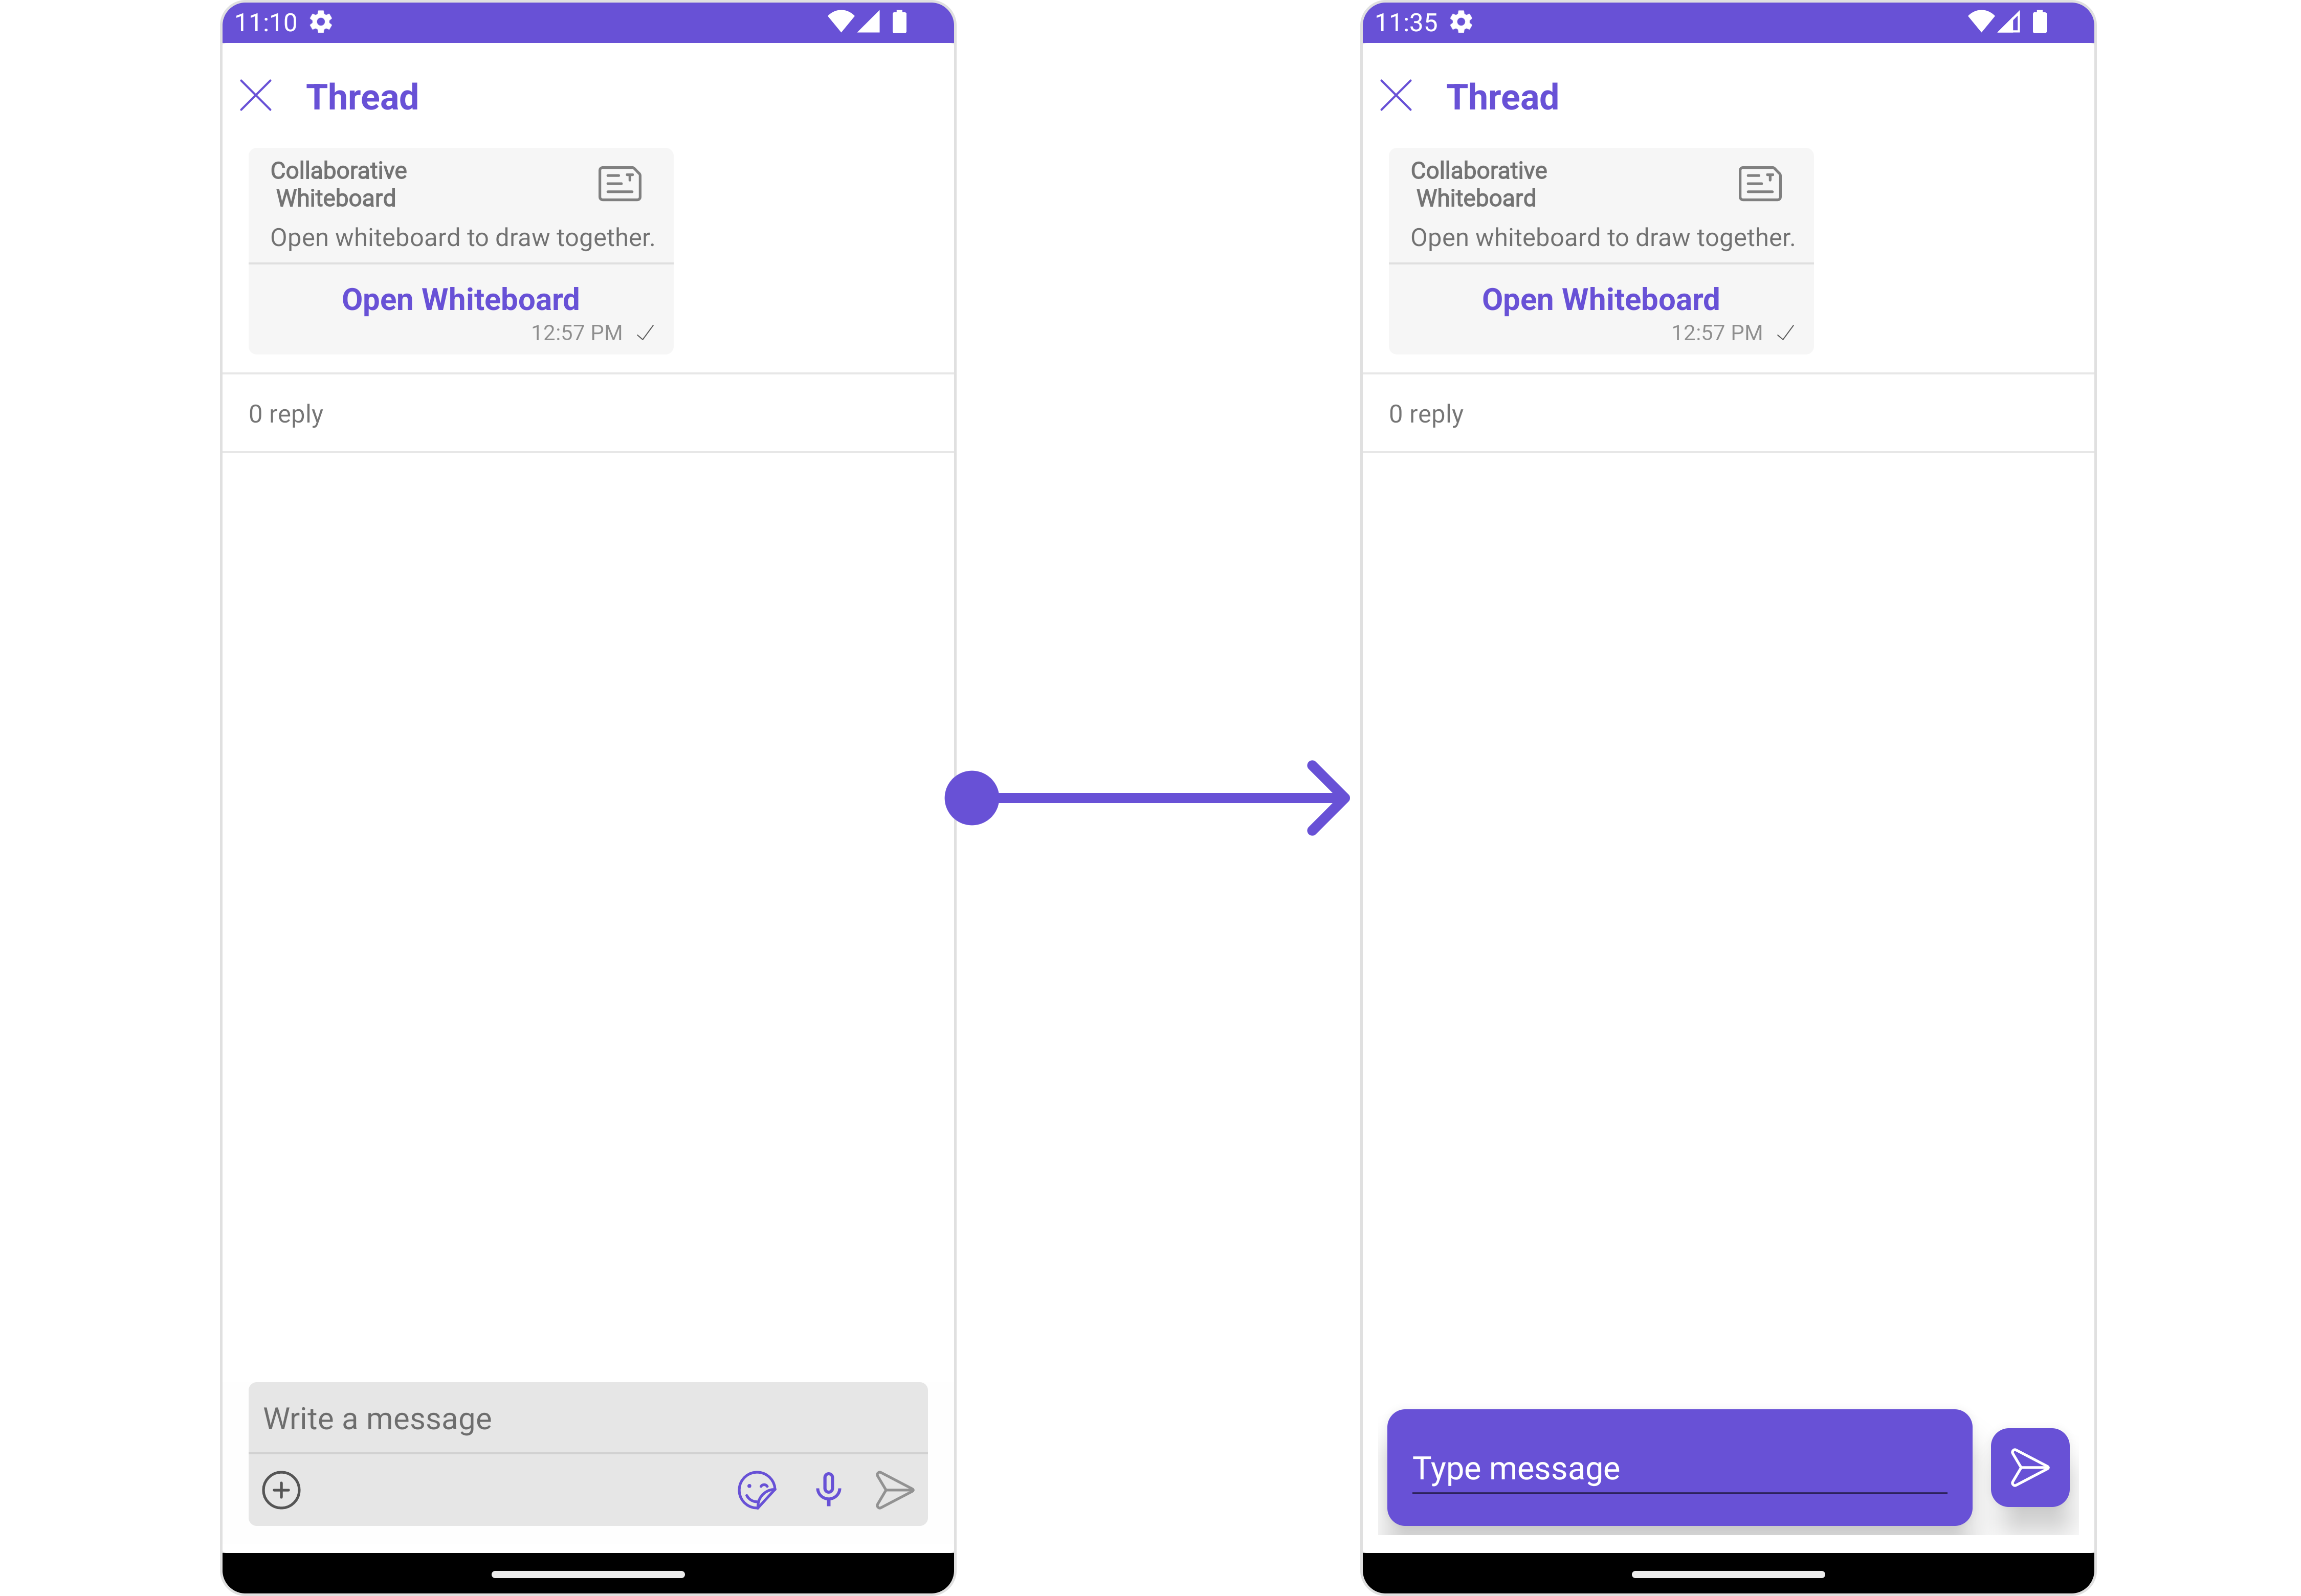 11:10
Thread
Collaborative
Whiteboard
Open whiteboard to draw together.
Open Whiteboard
12:57 PM
0 reply
Write a message
11:35
Thread
Collaborative
Whiteboard
Open whiteboard to draw together.
Open Whiteboard
12:57 PM
0 reply
Type message